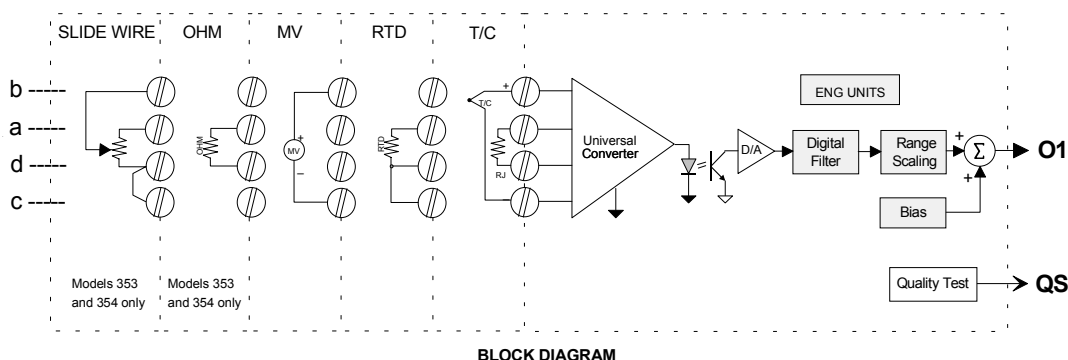 SLIDE WIRE OHM MV RTD T/C
b
a
d
c
OHM
+
MV
–
RTD
+
T/C
RJ
–
Universal
Converter
D/A
ENG UNITS
Digital
Filter
Range
Scaling
+
Σ
+
O1
Bias
Models 353
and 354 only
Models 353
and 354 only
Quality Test
QS
BLOCK DIAGRAM